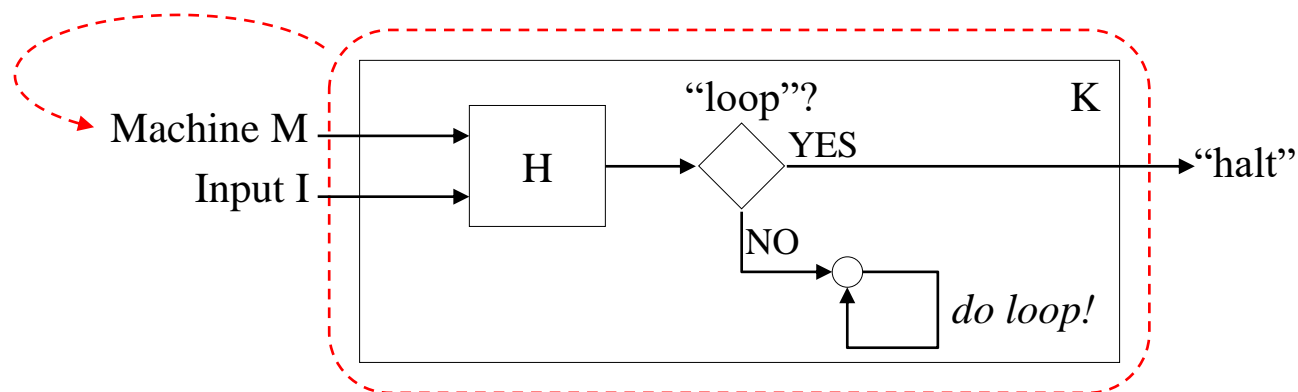 “loop”?
K
Machine M
YES
“halt”
H
Input I
NO
do loop!